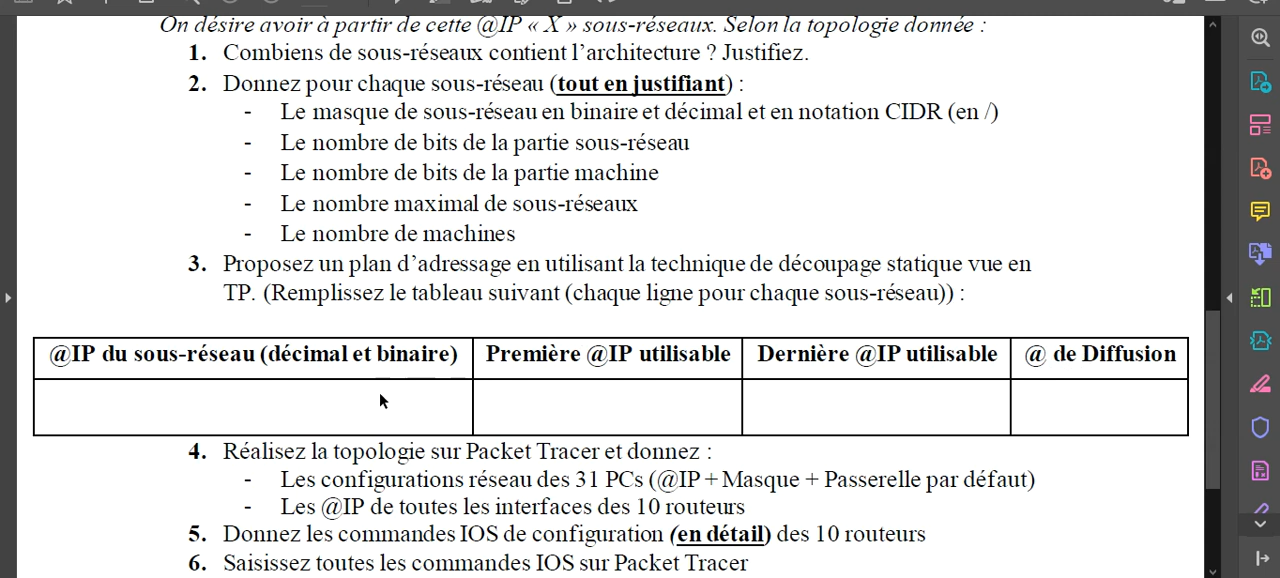 On désire avoir à partir de cette @IP « X » sous-réseaux. Selon la topologie donnée :
1. Combiens de sous-réseaux contient l'architecture ? Justifiez.
2. Donnez pour chaque sous-réseau (tout en justifiant) :
- Le masque de sous-réseau en binaire et décimal et en notation CIDR (en /)
- Le nombre de bits de la partie sous-réseau
- Le nombre de bits de la partie machine
- Le nombre maximal de sous-réseaux
- Le nombre de machines
3. Proposez un plan d'adressage en utilisant la technique de découpage statique vue en
TP. (Remplissez le tableau suivant (chaque ligne pour chaque sous-réseau)) :
@IP du sous-réseau (décimal et binaire) Première @IP utilisable Dernière @IP utilisable @ de Diffusion
4. Réalisez la topologie sur Packet Tracer et donnez :
- Les configurations réseau des 31 PCs (@IP + Masque + Passerelle par défaut)
- Les @IP de toutes les interfaces des 10 routeurs
5. Donnez les commandes IOS de configuration (en détail) des 10 routeurs
6. Saisissez toutes les commandes IOS sur Packet Tracer